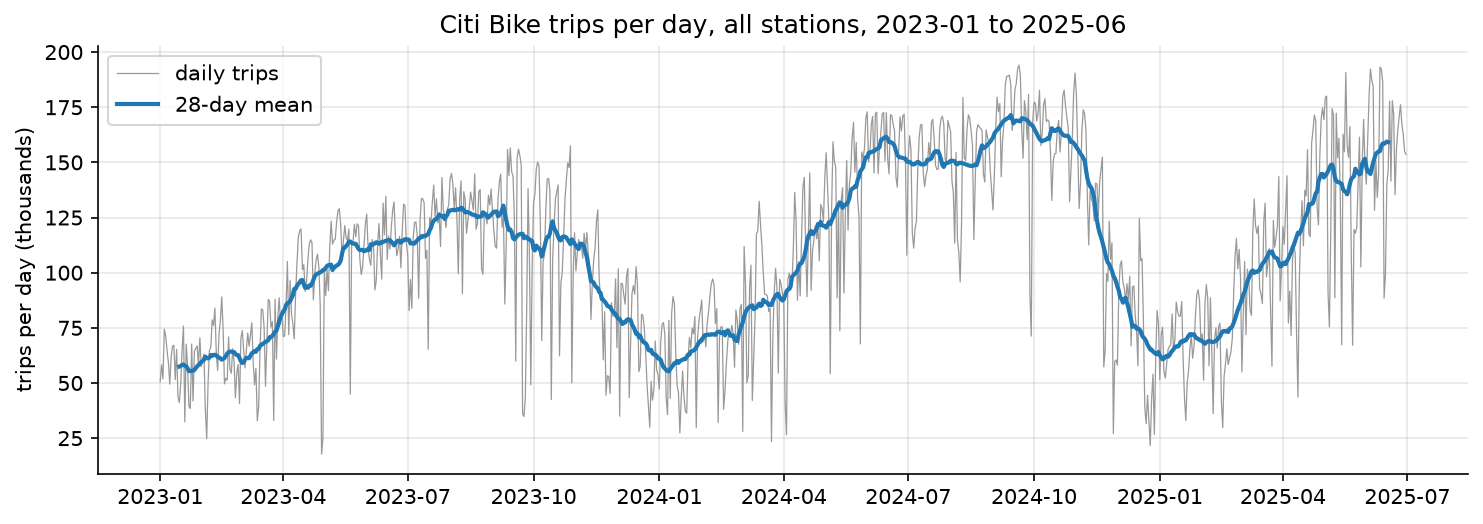 Citi Bike trips per day, all stations, 2023-01 to 2025-06
trips per day (thousands)
200
175
150
125
100
75
50
25
daily trips
28-day mean
2023-01 2023-04 2023-07 2023-10 2024-01 2024-04 2024-07 2024-10 2025-01 2025-04 2025-07